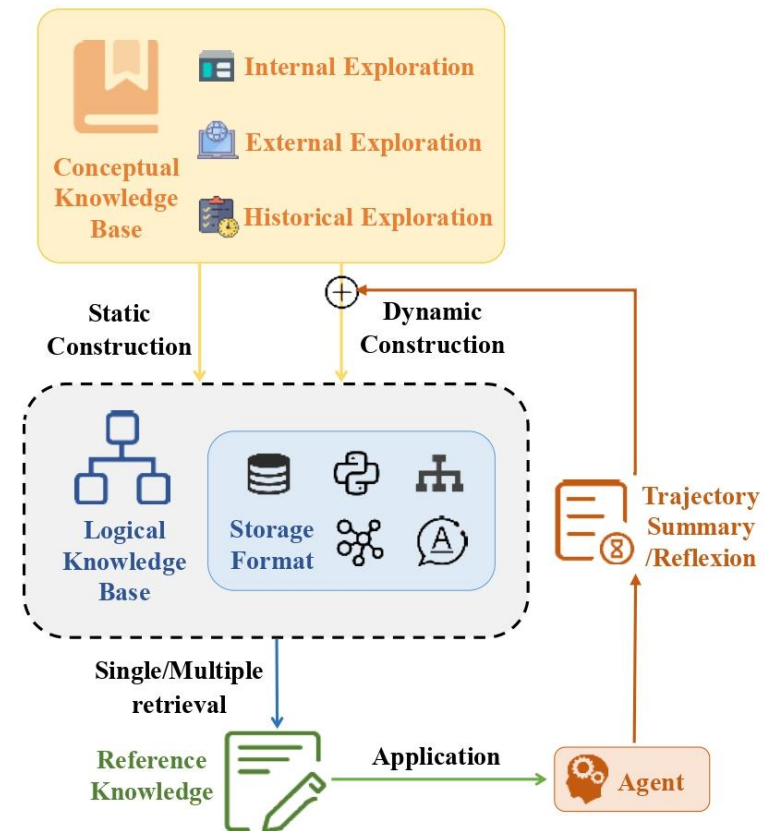 Internal Exploration
External Exploration
Conceptual
Knowledge
Base
Historical Exploration
Static
Construction
Dynamic
Construction
Logical
Knowledge
Base
Storage
Format
A
Trajectory
Summary
/Reflexion
Single/Multiple
retrieval
Reference
Knowledge
Application
Agent